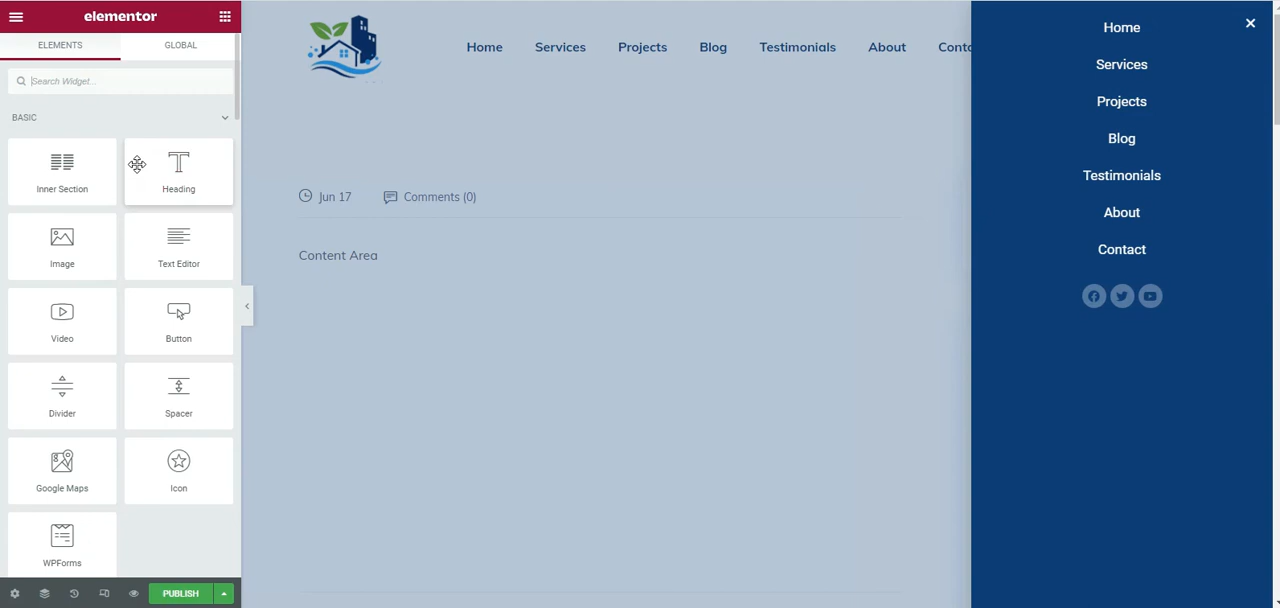 elementor
ELEMENTS
GLOBAL
Search Widget...
BASIC
Inner Section
Heading
Image
Text Editor
Video
Button
Divider
Spacer
Google Maps
Icon
WPForms
PUBLISH
Home
Services
Projects
Blog
Testimonials
About
Conta
Jun 17
Comments (0)
Content Area
Home
Services
Projects
Blog
Testimonials
About
Contact